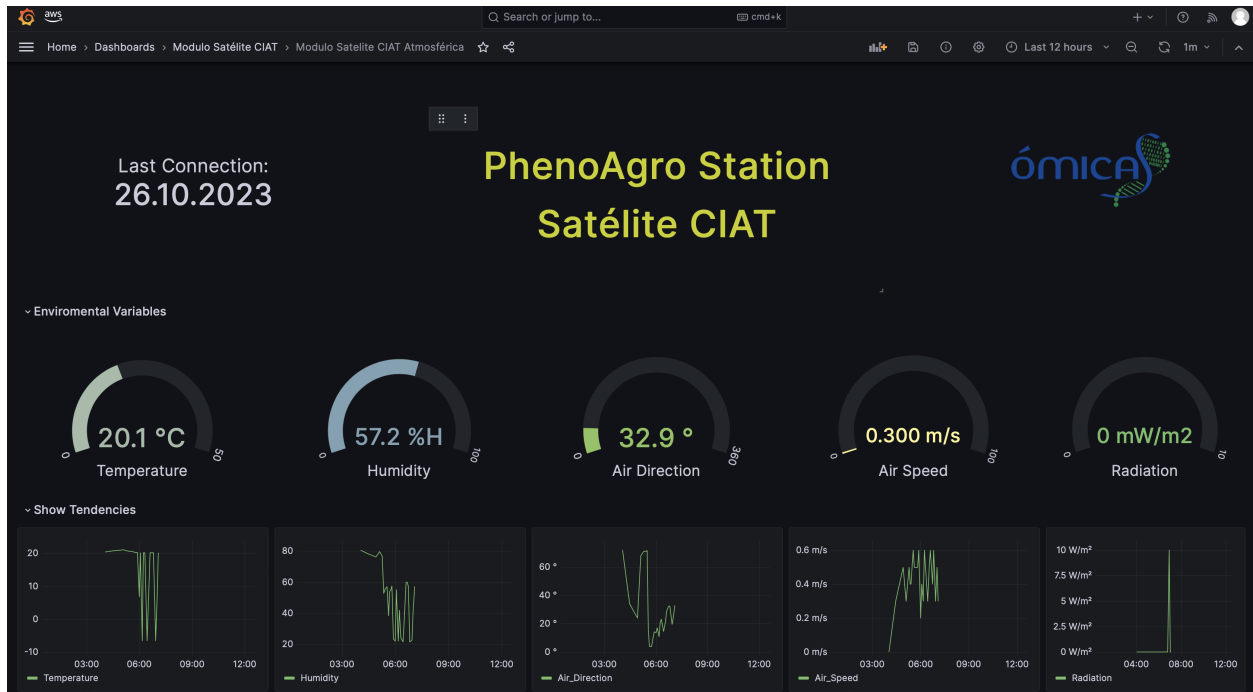 aws
Search or jump to...
cmd+k
Home › Dashboards › Modulo Satélite CIAT › Modulo Satelite CIAT Atmosférica
Last 12 hours
1m
Last Connection:
26.10.2023
PhenoAgro Station
Satélite CIAT
ómicas
Enviromental Variables
20.1 °C
0
50
Temperature
57.2 %H
0
100
Humidity
32.9 °
0
360
Air Direction
0.300 m/s
0
100
Air Speed
0 mW/m2
0
10
Radiation
Show Tendencies
20
10
0
-10
03:00 06:00 09:00 12:00
Temperature
80
60
40
20
03:00 06:00 09:00 12:00
Humidity
60 °
40 °
20 °
0 °
03:00 06:00 09:00 12:00
Air_Direction
0.6 m/s
0.4 m/s
0.2 m/s
0 m/s
03:00 06:00 09:00 12:00
Air_Speed
10 W/m²
7.5 W/m²
5 W/m²
2.5 W/m²
0 W/m²
04:00 08:00 12:00
Radiation